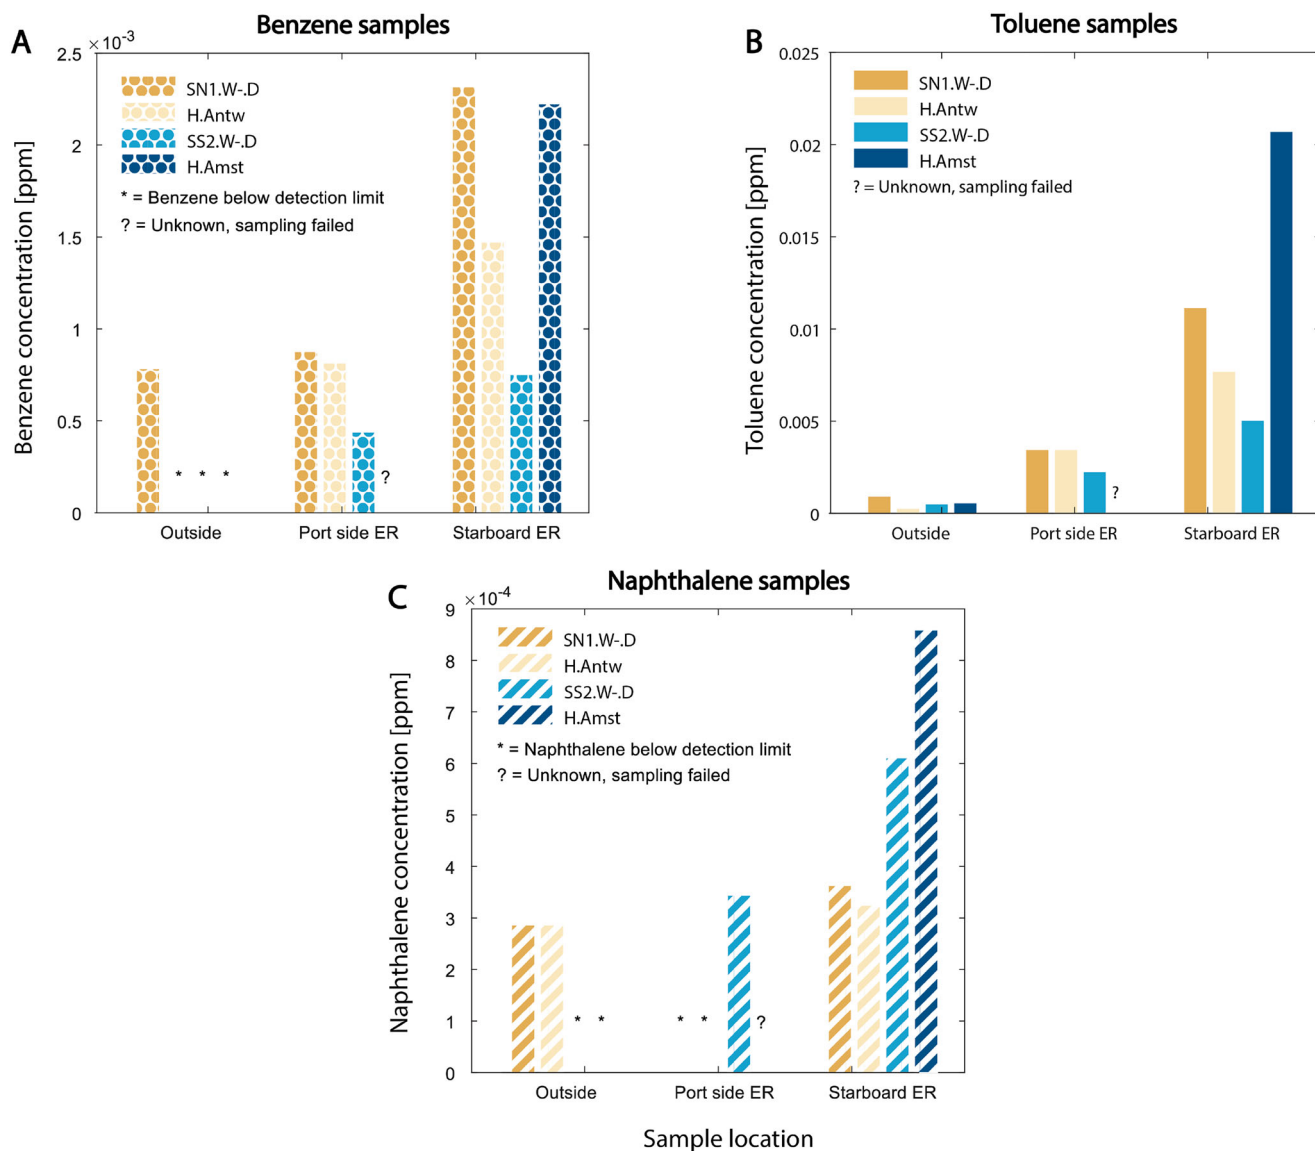 A
Benzene samples
×10-3
2.5
2
1.5
1
0.5
0
Benzene concentration [ppm]
SN1.W-.D
H.Antw
SS2.W-.D
H.Amst
* = Benzene below detection limit
? = Unknown, sampling failed
* * *
?
Outside
Port side ER
Starboard ER
B
Toluene samples
0.025
0.02
0.015
0.01
0.005
0
Toluene concentration [ppm]
SN1.W-.D
H.Antw
SS2.W-.D
H.Amst
? = Unknown, sampling failed
?
Outside
Port side ER
Starboard ER
C
Naphthalene samples
×10-4
9
8
7
6
5
4
3
2
1
0
Naphthalene concentration [ppm]
SN1.W-.D
H.Antw
SS2.W-.D
H.Amst
* = Naphthalene below detection limit
? = Unknown, sampling failed
* *
* *
?
Outside
Port side ER
Starboard ER
Sample location